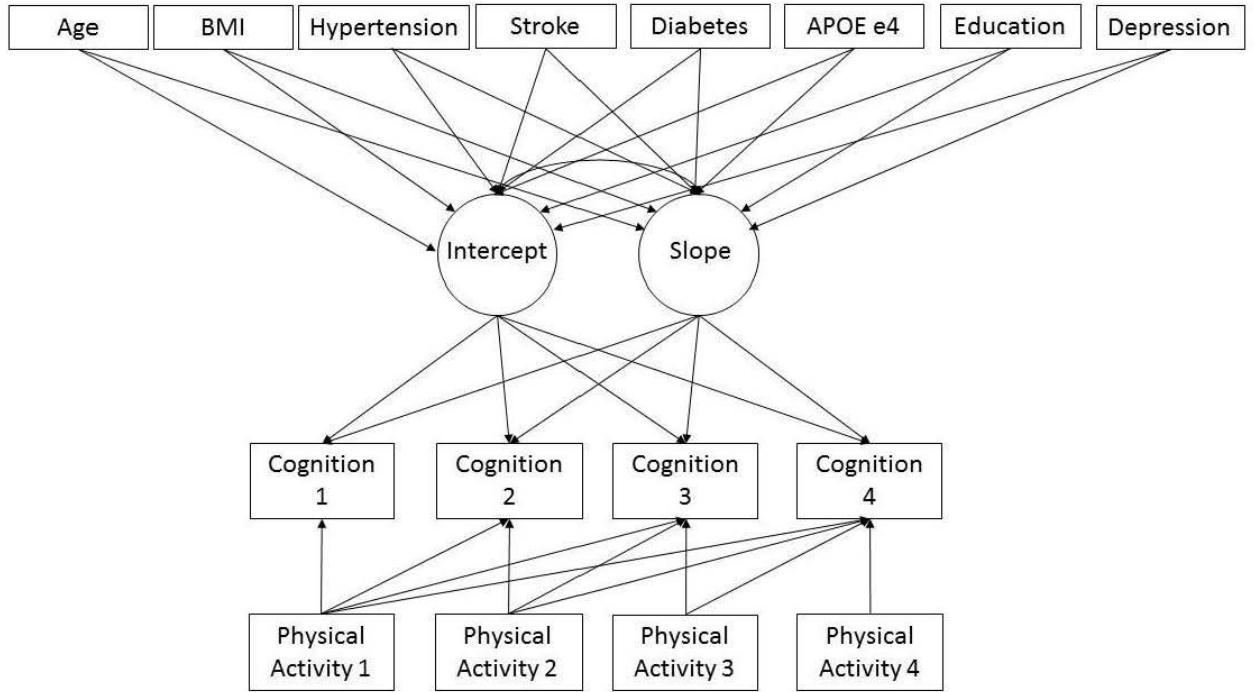 Age
BMI
Hypertension
Stroke
Diabetes
APOE e4
Education
Depression
Intercept
Slope
Cognition
1
Cognition
2
Cognition
3
Cognition
4
Physical
Activity 1
Physical
Activity 2
Physical
Activity 3
Physical
Activity 4